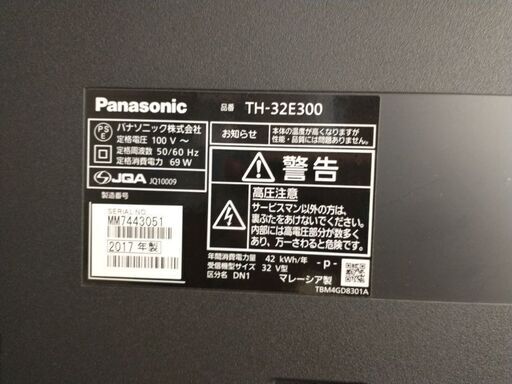 Panasonic 品番 TH-32E300
PS E
パナソニック株式会社
定格電圧 100 V ～
定格周波数 50/60 Hz
定格消費電力 69 W
JQA JQ10009
製造番号
SERIAL NO.
MM7443051
2017 年製
お知らせ
本体の温度が高くなりますが
性能・品質には問題ありません。
警告
高圧注意
サービスマン以外の方は、
裏ぶたをあけないでください。
内部には高電圧部分が数多く
あり、万一さわると危険です。
年間消費電力量 42 kWh/年
受信機型サイズ 32 V型
区分名 DN1
-p-
マレーシア製
TBM4GD8301A